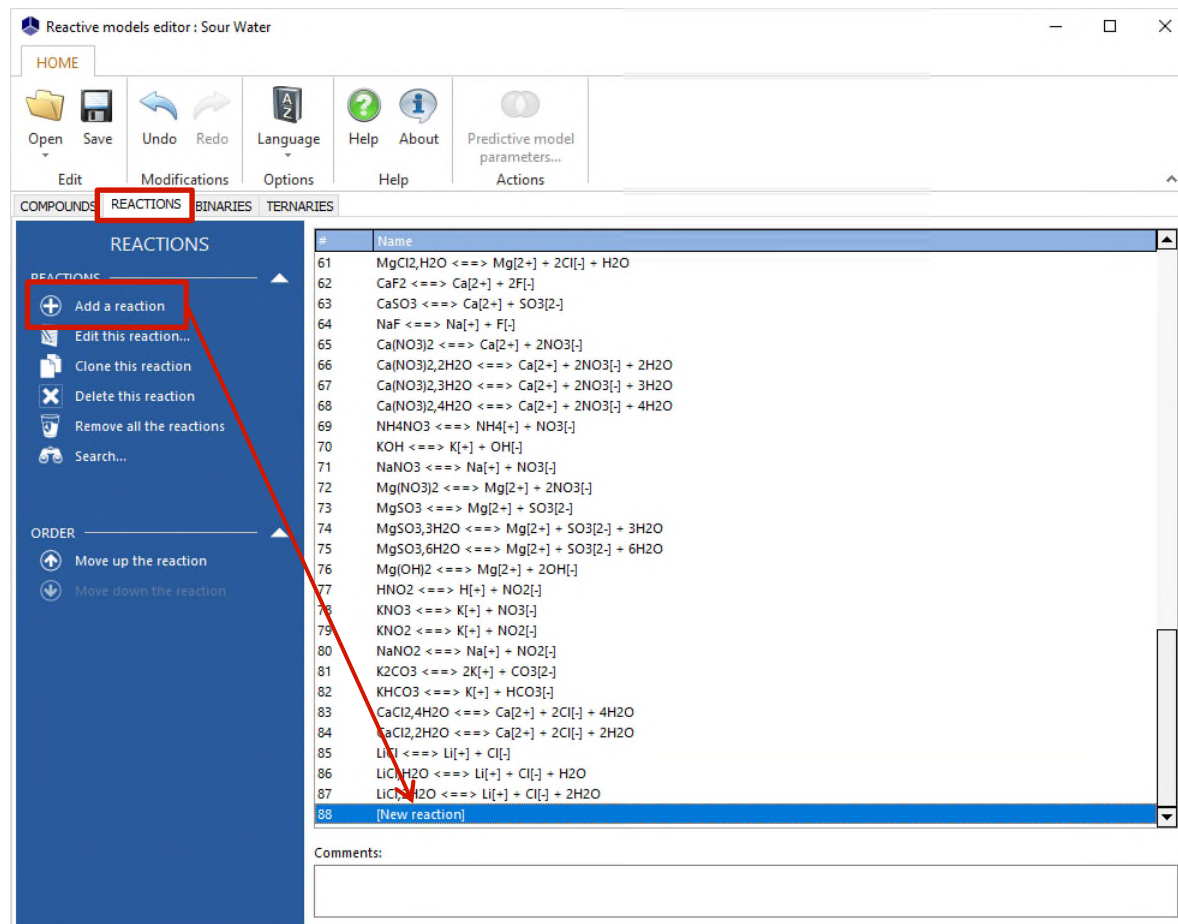 Reactive models editor : Sour Water
HOME
Open Save Undo Redo Language Help About Predictive model parameters...
Edit Modifications Options Help Actions
COMPOUNDS REACTIONS BINARIES TERNARIES
REACTIONS
REACTIONS
Add a reaction
Edit this reaction...
Clone this reaction
Delete this reaction
Remove all the reactions
Search...
ORDER
Move up the reaction
Move down the reaction
# Name
61 MgCl2,H2O <==> Mg[2+] + 2Cl[-] + H2O
62 CaF2 <==> Ca[2+] + 2F[-]
63 CaSO3 <==> Ca[2+] + SO3[2-]
64 NaF <==> Na[+] + F[-]
65 Ca(NO3)2 <==> Ca[2+] + 2NO3[-]
66 Ca(NO3)2,2H2O <==> Ca[2+] + 2NO3[-] + 2H2O
67 Ca(NO3)2,3H2O <==> Ca[2+] + 2NO3[-] + 3H2O
68 Ca(NO3)2,4H2O <==> Ca[2+] + 2NO3[-] + 4H2O
69 NH4NO3 <==> NH4[+] + NO3[-]
70 KOH <==> K[+] + OH[-]
71 NaNO3 <==> Na[+] + NO3[-]
72 Mg(NO3)2 <==> Mg[2+] + 2NO3[-]
73 MgSO3 <==> Mg[2+] + SO3[2-]
74 MgSO3,3H2O <==> Mg[2+] + SO3[2-] + 3H2O
75 MgSO3,6H2O <==> Mg[2+] + SO3[2-] + 6H2O
76 Mg(OH)2 <==> Mg[2+] + 2OH[-]
77 HNO2 <==> H[+] + NO2[-]
78 KNO3 <==> K[+] + NO3[-]
79 KNO2 <==> K[+] + NO2[-]
80 NaNO2 <==> Na[+] + NO2[-]
81 K2CO3 <==> 2K[+] + CO3[2-]
82 KHCO3 <==> K[+] + HCO3[-]
83 CaCl2,4H2O <==> Ca[2+] + 2Cl[-] + 4H2O
84 CaCl2,2H2O <==> Ca[2+] + 2Cl[-] + 2H2O
85 LiCl <==> Li[+] + Cl[-]
86 LiCl,H2O <==> Li[+] + Cl[-] + H2O
87 LiCl,2H2O <==> Li[+] + Cl[-] + 2H2O
88 [New reaction]
Comments: